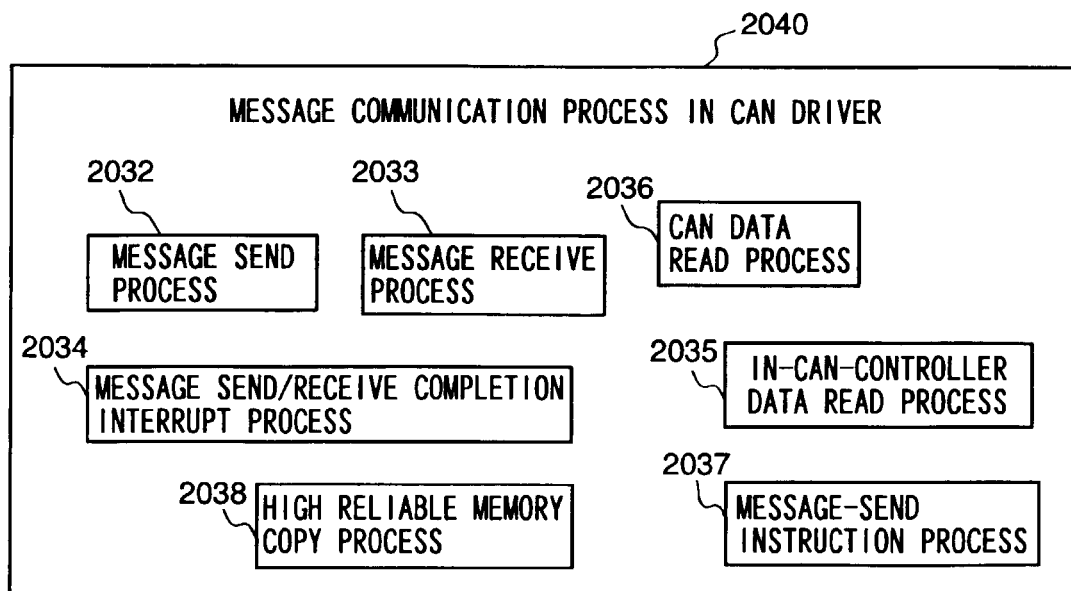 2040
MESSAGE COMMUNICATION PROCESS IN CAN DRIVER
2032
MESSAGE SEND
PROCESS
2033
MESSAGE RECEIVE
PROCESS
2036
CAN DATA
READ PROCESS
2034
MESSAGE SEND/RECEIVE COMPLETION
INTERRUPT PROCESS
2035
IN-CAN-CONTROLLER
DATA READ PROCESS
2038
HIGH RELIABLE MEMORY
COPY PROCESS
2037
MESSAGE-SEND
INSTRUCTION PROCESS